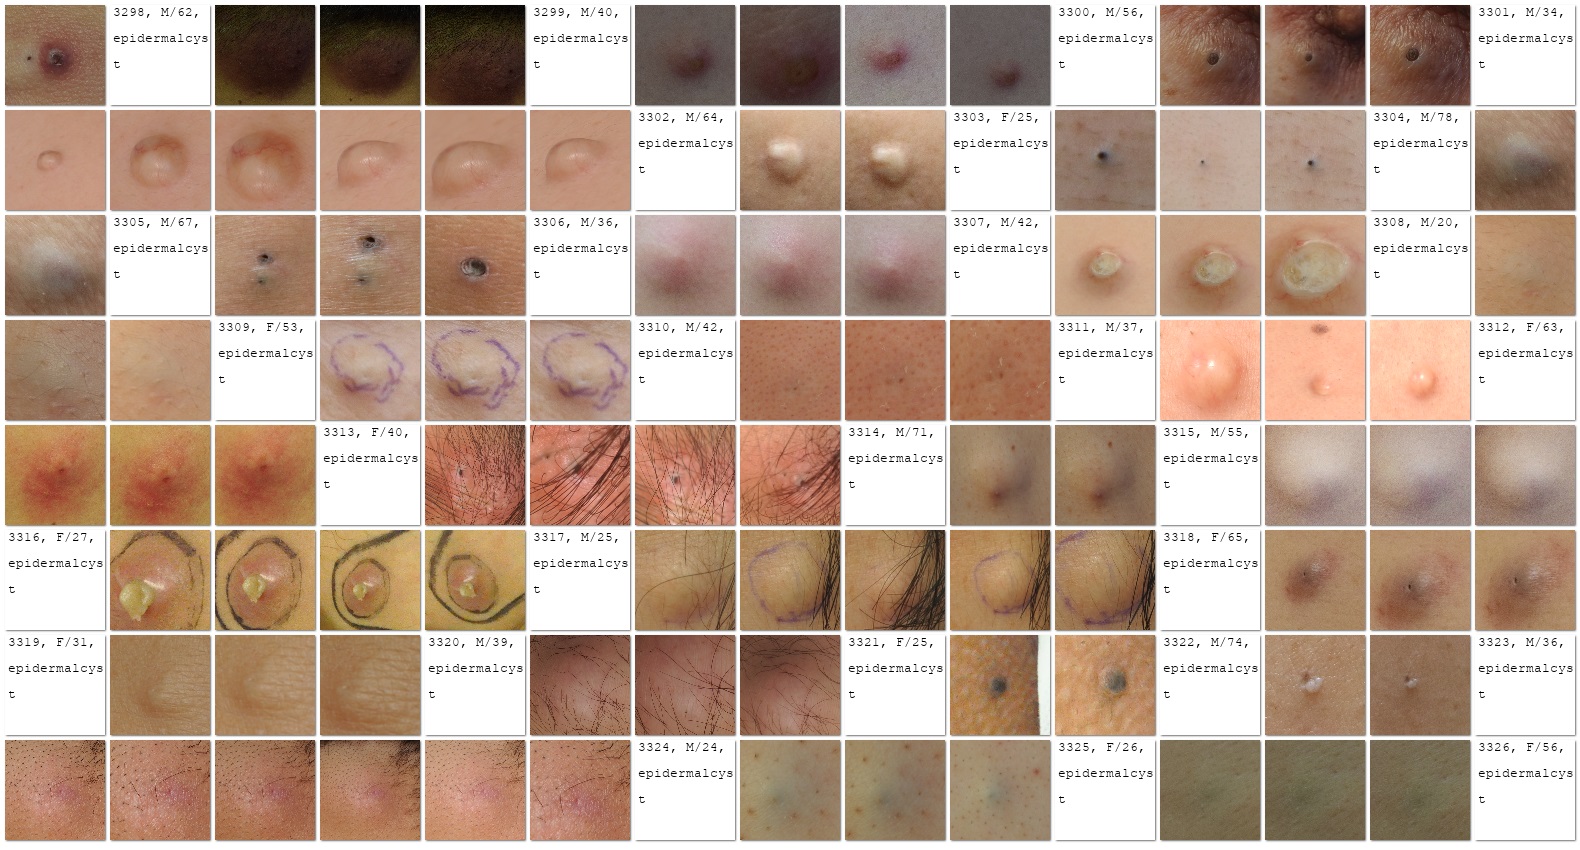 3298, M/62,
epidermalcys
t
3299, M/40,
epidermalcys
t
3300, M/56,
epidermalcys
t
3301, M/34,
epidermalcys
t
3302, M/64,
epidermalcys
t
3303, F/25,
epidermalcys
t
3304, M/78,
epidermalcys
t
3305, M/67,
epidermalcys
t
3306, M/36,
epidermalcys
t
3307, M/42,
epidermalcys
t
3308, M/20,
epidermalcys
t
3309, F/53,
epidermalcys
t
3310, M/42,
epidermalcys
t
3311, M/37,
epidermalcys
t
3312, F/63,
epidermalcys
t
3313, F/40,
epidermalcys
t
3314, M/71,
epidermalcys
t
3315, M/55,
epidermalcys
t
3316, F/27,
epidermalcys
t
3317, M/25,
epidermalcys
t
3318, F/65,
epidermalcys
t
3319, F/31,
epidermalcys
t
3320, M/39,
epidermalcys
t
3321, F/25,
epidermalcys
t
3322, M/74,
epidermalcys
t
3323, M/36,
epidermalcys
t
3324, M/24,
epidermalcys
t
3325, F/26,
epidermalcys
t
3326, F/56,
epidermalcys
t